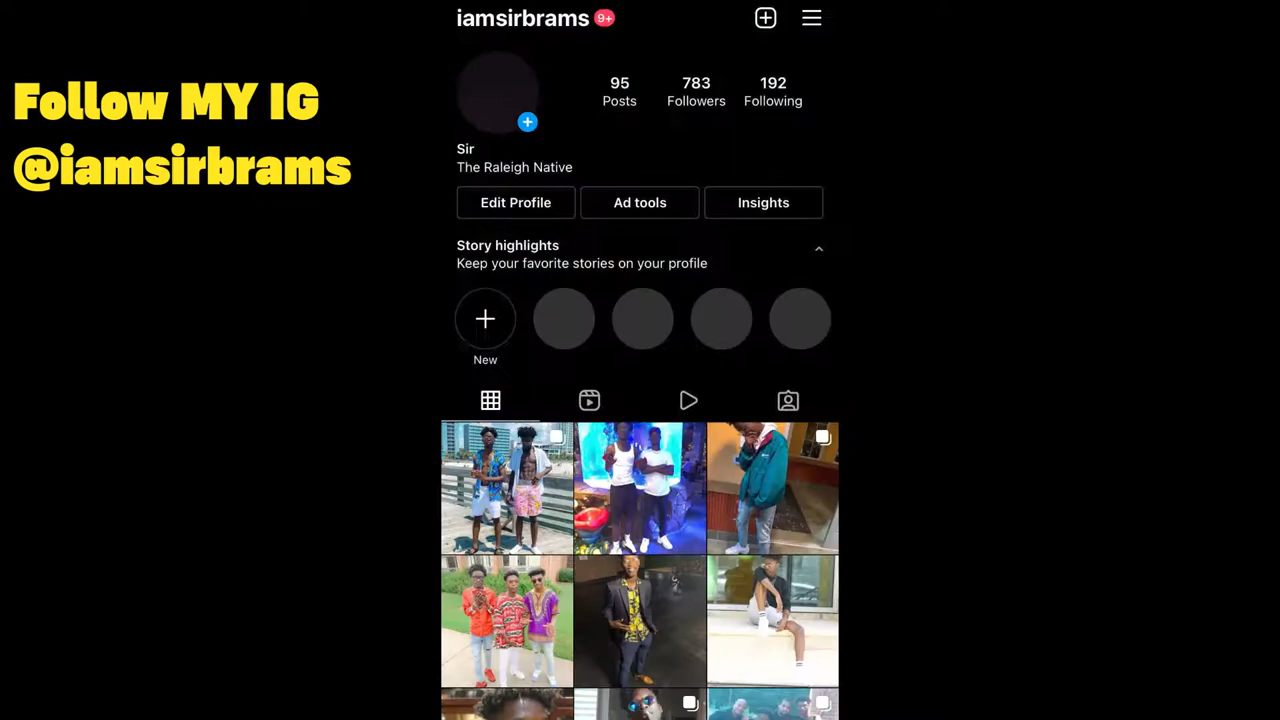 iamsirbrams 9+
Follow MY IG
@iamsirbrams
95 783 192
Posts Followers Following
Sir
The Raleigh Native
Edit Profile Ad tools Insights
Story highlights
Keep your favorite stories on your profile
New